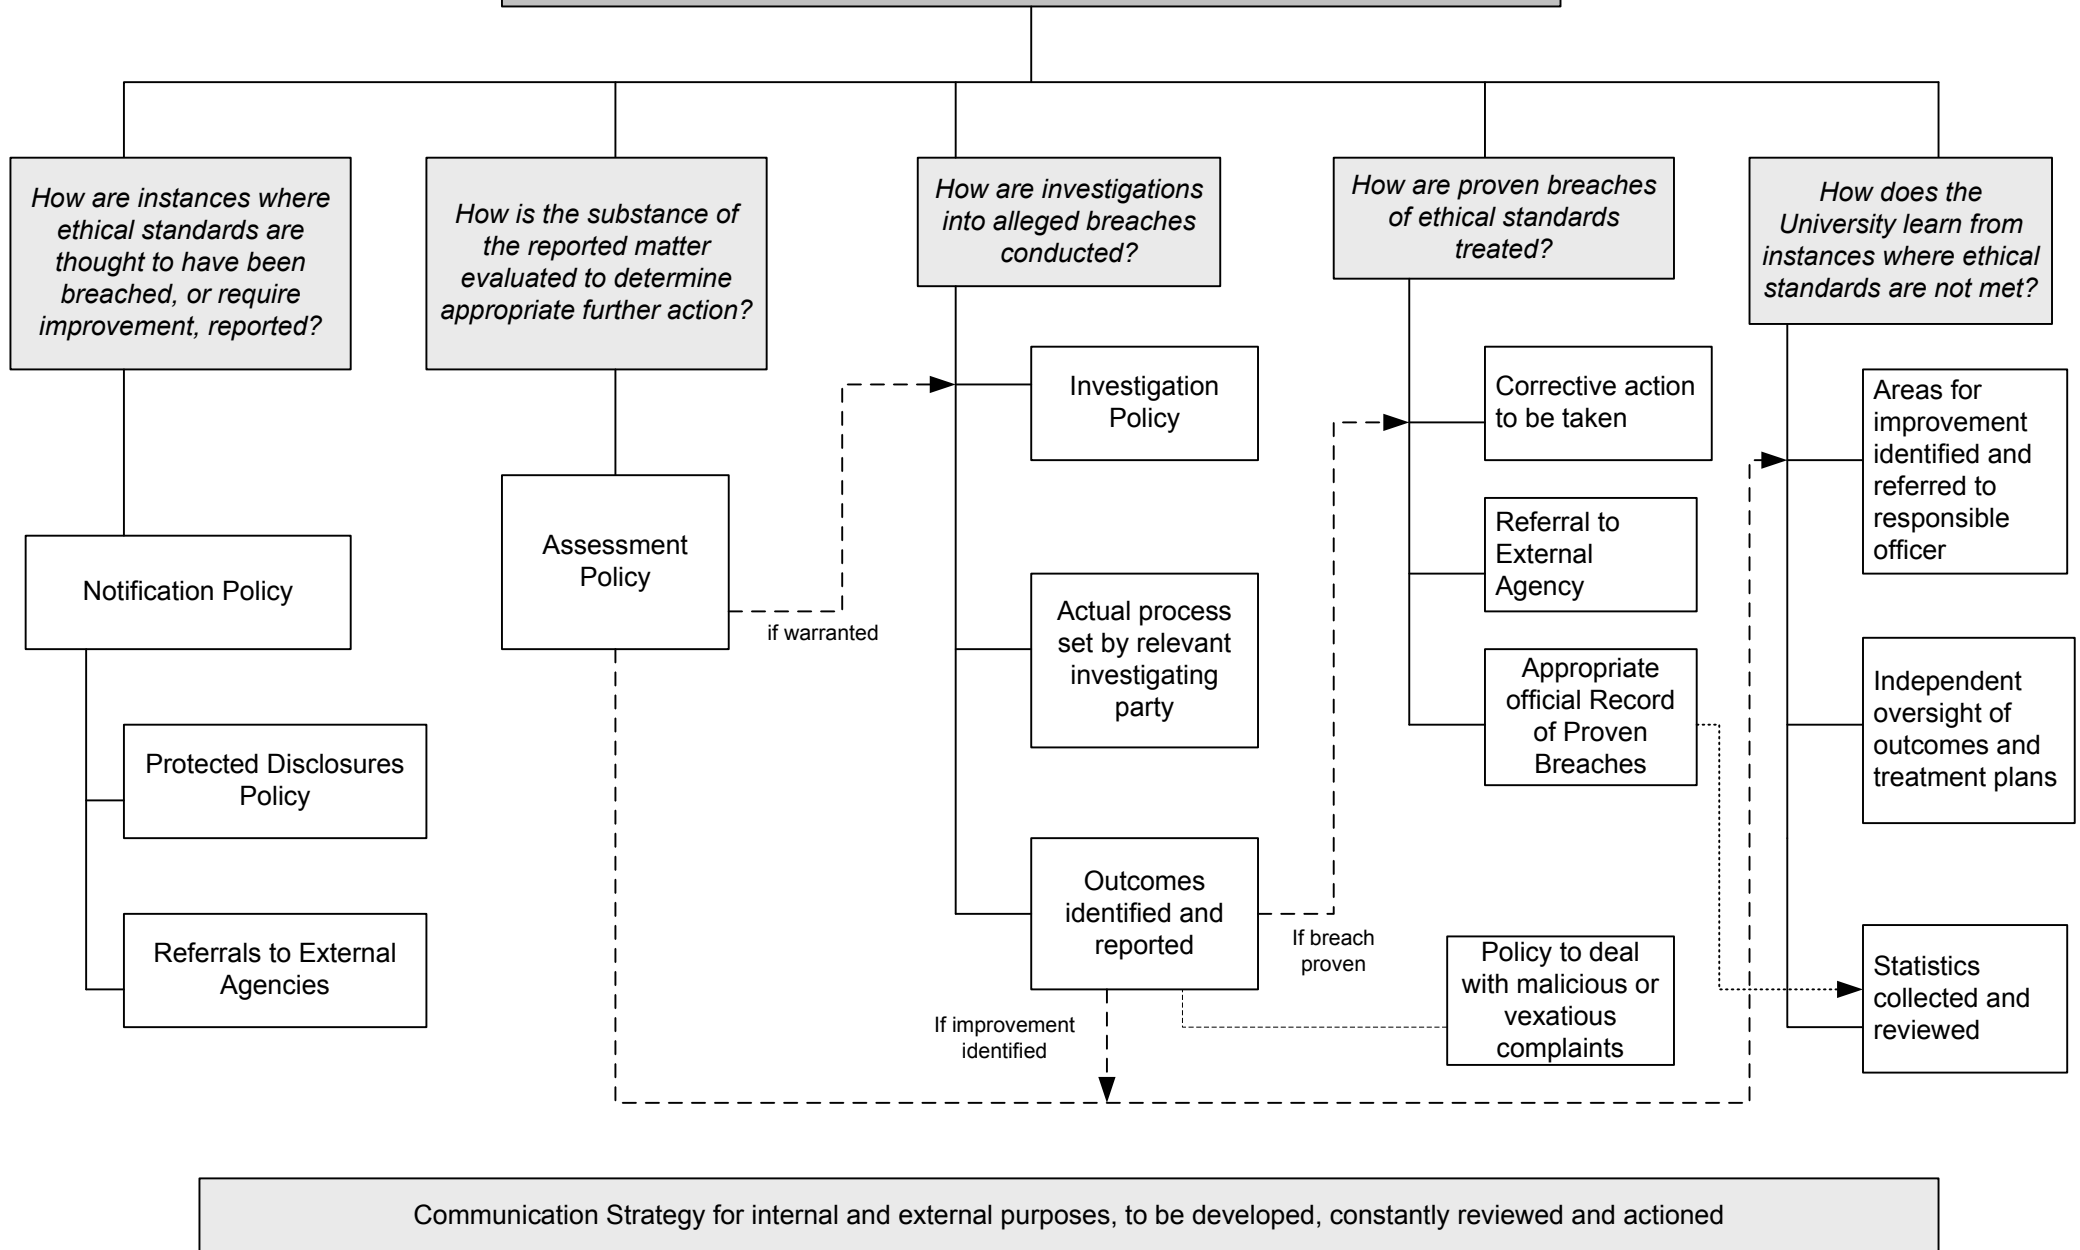 How are instances where
ethical standards are
thought to have been
breached, or require
improvement, reported?
How is the substance of
the reported matter
evaluated to determine
appropriate further action?
How are investigations
into alleged breaches
conducted?
How are proven breaches
of ethical standards
treated?
How does the
University learn from
instances where ethical
standards are not met?
Notification Policy
Protected Disclosures
Policy
Referrals to External
Agencies
Assessment
Policy
if warranted
Investigation
Policy
Actual process
set by relevant
investigating
party
Outcomes
identified and
reported
If breach
proven
If improvement
identified
Corrective action
to be taken
Referral to
External
Agency
Appropriate
official Record
of Proven
Breaches
Policy to deal
with malicious or
vexatious
complaints
Areas for
improvement
identified and
referred to
responsible
officer
Independent
oversight of
outcomes and
treatment plans
Statistics
collected and
reviewed
Communication Strategy for internal and external purposes, to be developed, constantly reviewed and actioned